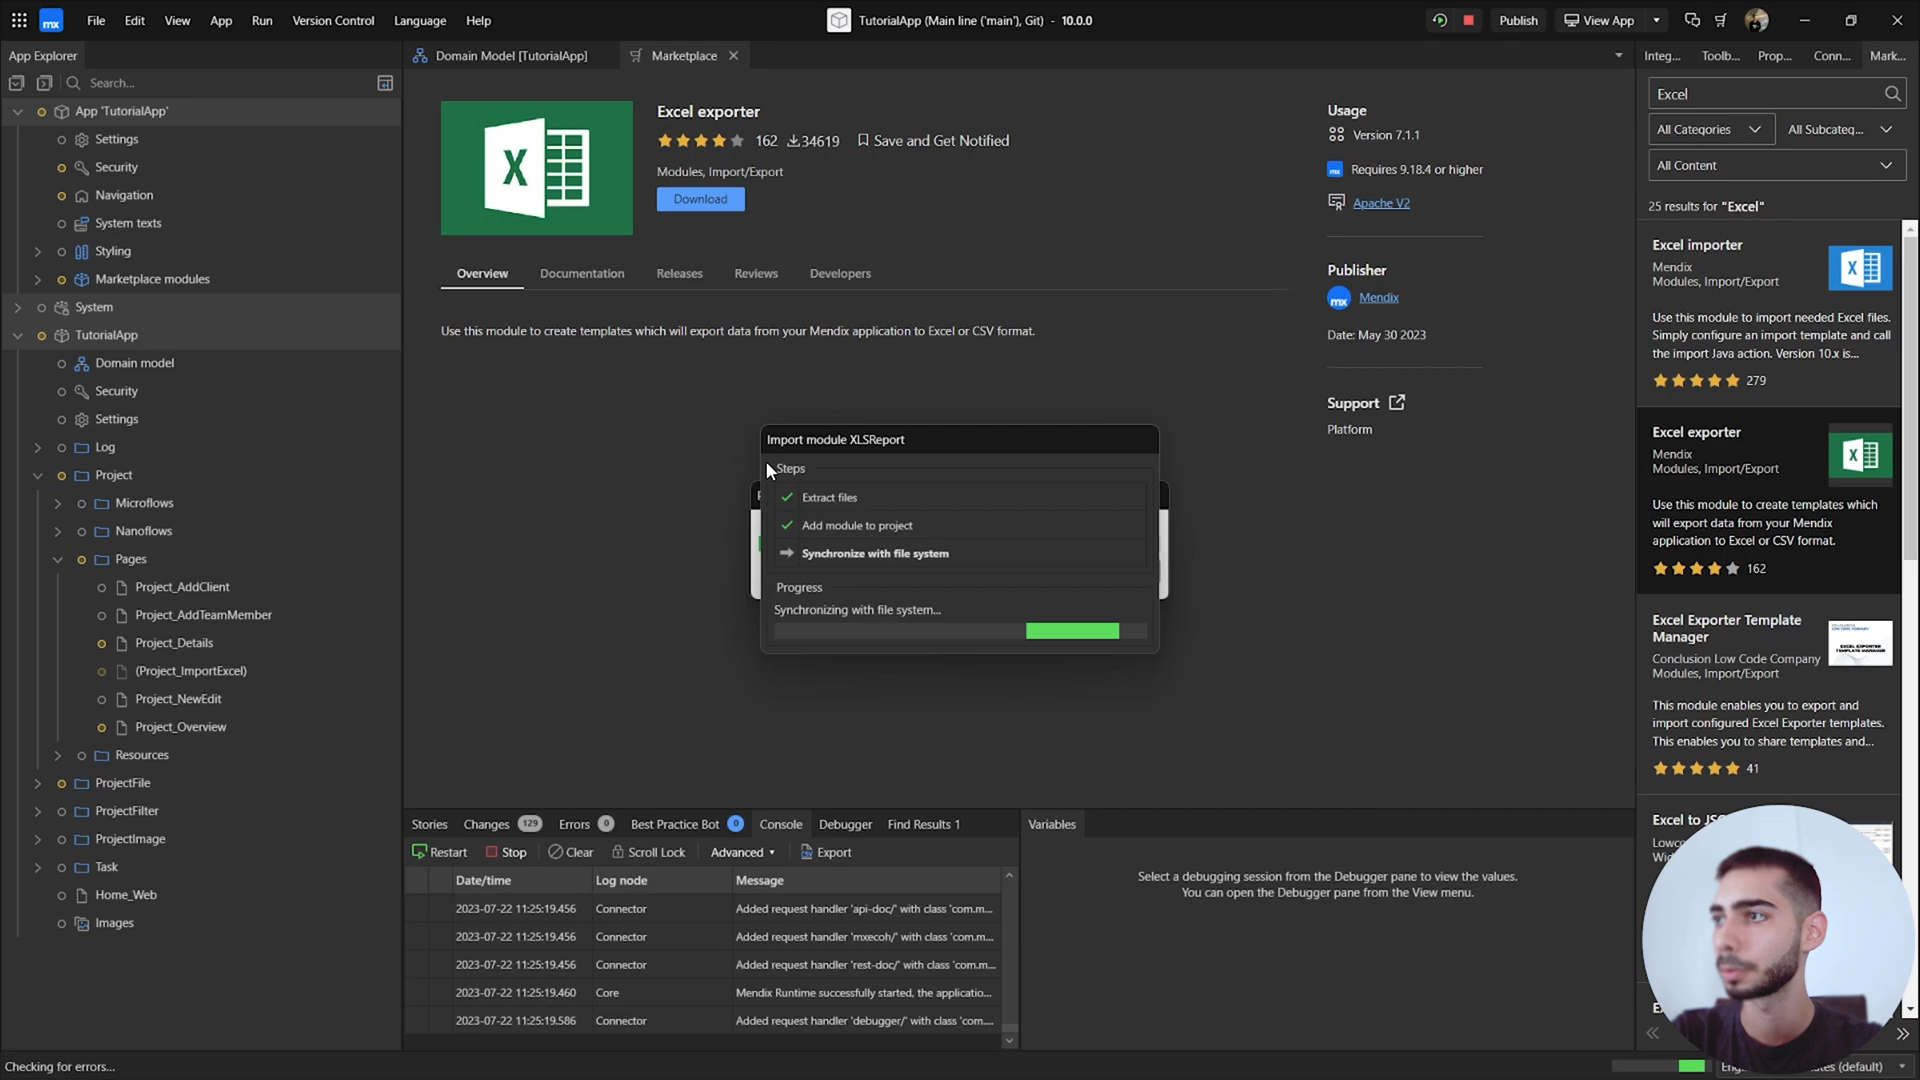 mx File Edit View App Run Version Control Language Help
TutorialApp (Main line ('main'), Git) - 10.0.0
Publish View App
App Explorer
Search...
App 'TutorialApp'
Settings
Security
Navigation
System texts
Styling
Marketplace modules
System
TutorialApp
Domain model
Security
Settings
Log
Project
Microflows
Nanoflows
Pages
Project_AddClient
Project_AddTeamMember
Project_Details
(Project_ImportExcel)
Project_NewEdit
Project_Overview
Resources
ProjectFile
ProjectFilter
ProjectImage
Task
Home_Web
Images
Domain Model [TutorialApp] Marketplace
X
Excel exporter
162 34619 Save and Get Notified
Modules, Import/Export
Download
Overview Documentation Releases Reviews Developers
Use this module to create templates which will export data from your Mendix application to Excel or CSV format.
Usage
Version 7.1.1
mx Requires 9.18.4 or higher
Apache V2
Publisher
mx Mendix
Date: May 30 2023
Support
Platform
Import module XLSReport
Steps
Extract files
Add module to project
Synchronize with file system
Progress
Synchronizing with file system...
Stories Changes 129 Errors 0 Best Practice Bot 0 Console Debugger Find Results 1
Restart Stop Clear Scroll Lock Advanced Export
Date/time Log node Message
2023-07-22 11:25:19.456 Connector Added request handler 'api-doc/' with class 'com.m...
2023-07-22 11:25:19.456 Connector Added request handler 'mxecoh/' with class 'com.m...
2023-07-22 11:25:19.456 Connector Added request handler 'rest-doc/' with class 'com.m...
2023-07-22 11:25:19.460 Core Mendix Runtime successfully started, the applicatio...
2023-07-22 11:25:19.586 Connector Added request handler 'debugger/' with class 'com....
Variables
Select a debugging session from the Debugger pane to view the values.
You can open the Debugger pane from the View menu.
Integ... Toolb... Prop... Conn... Mark...
Excel
All Categories All Subcateg...
All Content
25 results for "Excel"
Excel importer
Mendix
Modules, Import/Export
X
Use this module to import needed Excel files.
Simply configure an import template and call
the import Java action. Version 10.x is...
279
Excel exporter
Mendix
Modules, Import/Export
X
Use this module to create templates which
will export data from your Mendix
application to Excel or CSV format.
162
Excel Exporter Template
Manager
Conclusion Low Code Company
Modules, Import/Export
EXCEL EXPORTER
TEMPLATE MANAGER
This module enables you to export and
import configured Excel Exporter templates.
This enables you to share templates and...
41
Excel to
Checking for errors...
(default)